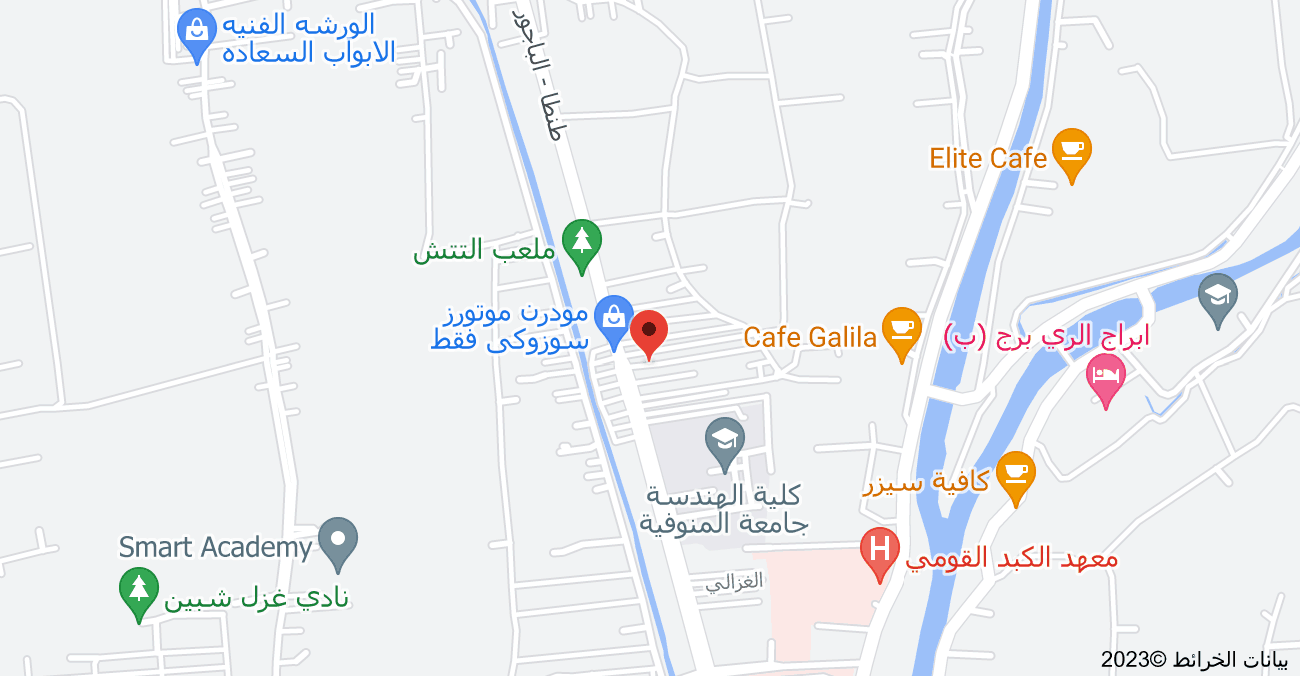 الورشه الفنيه
الابواب السعاده
طنطا - الباجور
Elite Cafe
ملعب التتش
مودرن موتورز
سوزوكى فقط
Cafe Galila
ابراج الري برج (ب)
كافية سيزر
كلية الهندسة
جامعة المنوفية
Smart Academy
معهد الكبد القومي
الغزالي
نادي غزل شبين
بيانات الخرائط ©2023